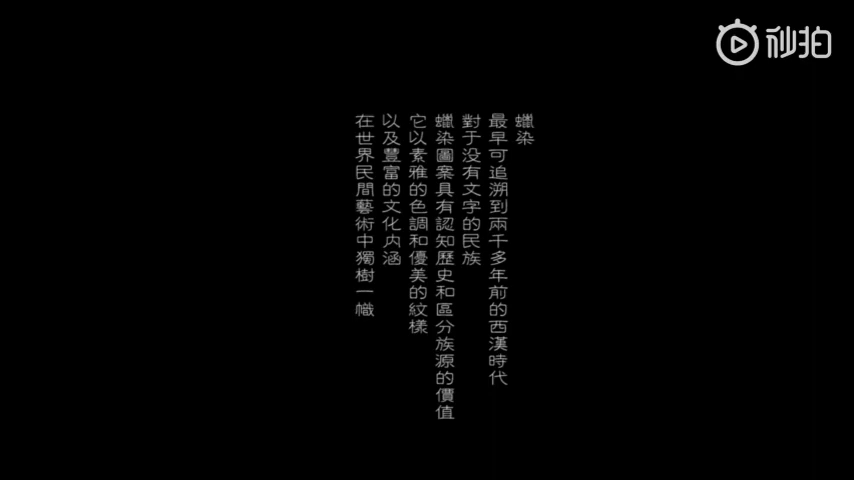 蠟染
最早可追溯到兩千多年前的西漢時代
對于没有文字的民族
蠟染圖案具有認知歷史和區分族源的價值
它以素雅的色調和優美的紋樣
以及豐富的文化内涵
在世界民間藝術中獨樹一幟
秒拍